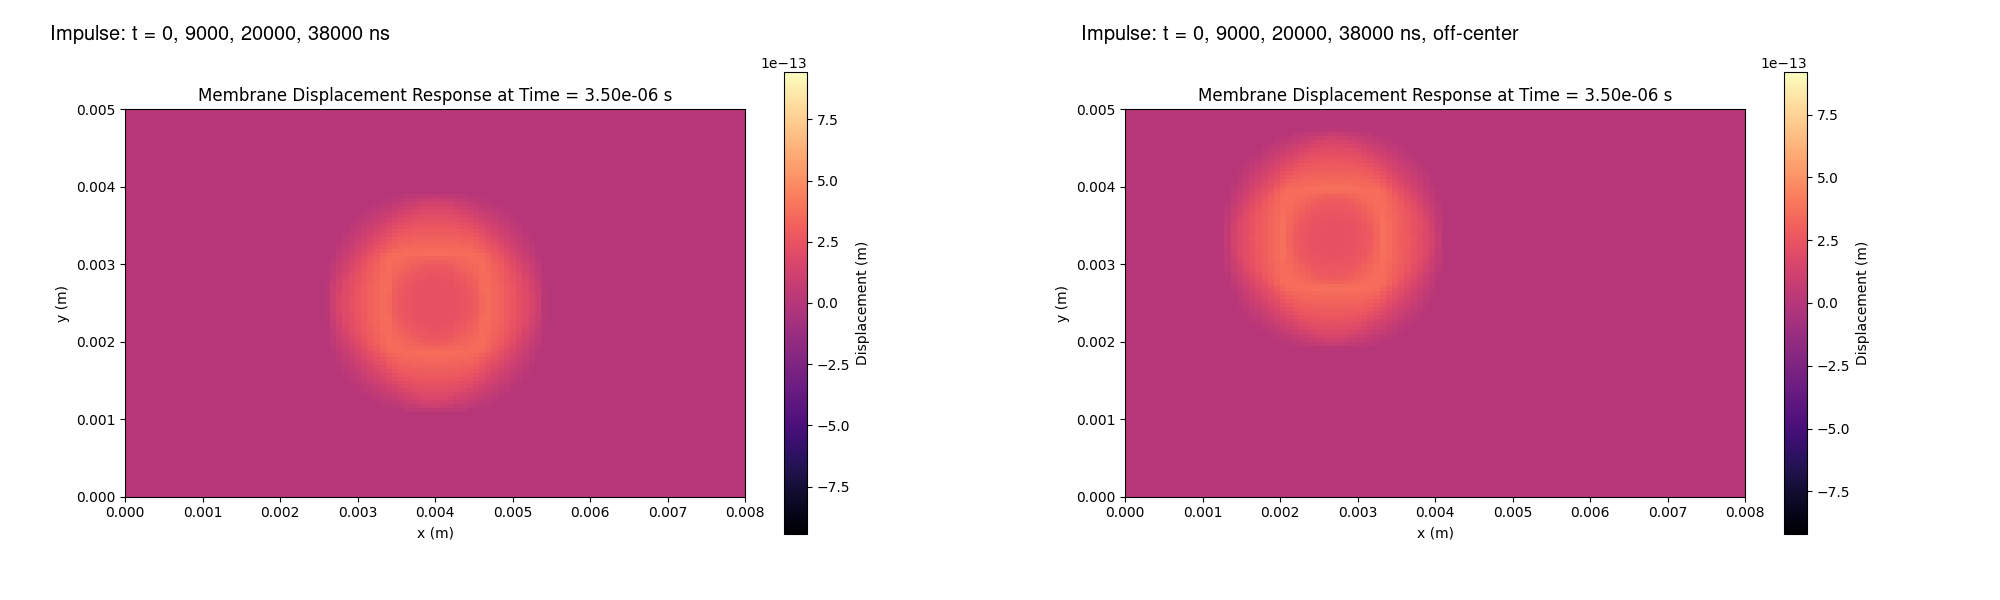 Impulse: t = 0, 9000, 20000, 38000 ns
1e−13
Membrane Displacement Response at Time = 3.50e-06 s
0.005
0.004
0.003
0.002
0.001
0.000
y (m)
0.000 0.001 0.002 0.003 0.004 0.005 0.006 0.007 0.008
x (m)
7.5
5.0
2.5
0.0
−2.5
−5.0
−7.5
Displacement (m)
Impulse: t = 0, 9000, 20000, 38000 ns, off-center
1e−13
Membrane Displacement Response at Time = 3.50e-06 s
0.005
0.004
0.003
0.002
0.001
0.000
y (m)
0.000 0.001 0.002 0.003 0.004 0.005 0.006 0.007 0.008
x (m)
7.5
5.0
2.5
0.0
−2.5
−5.0
−7.5
Displacement (m)